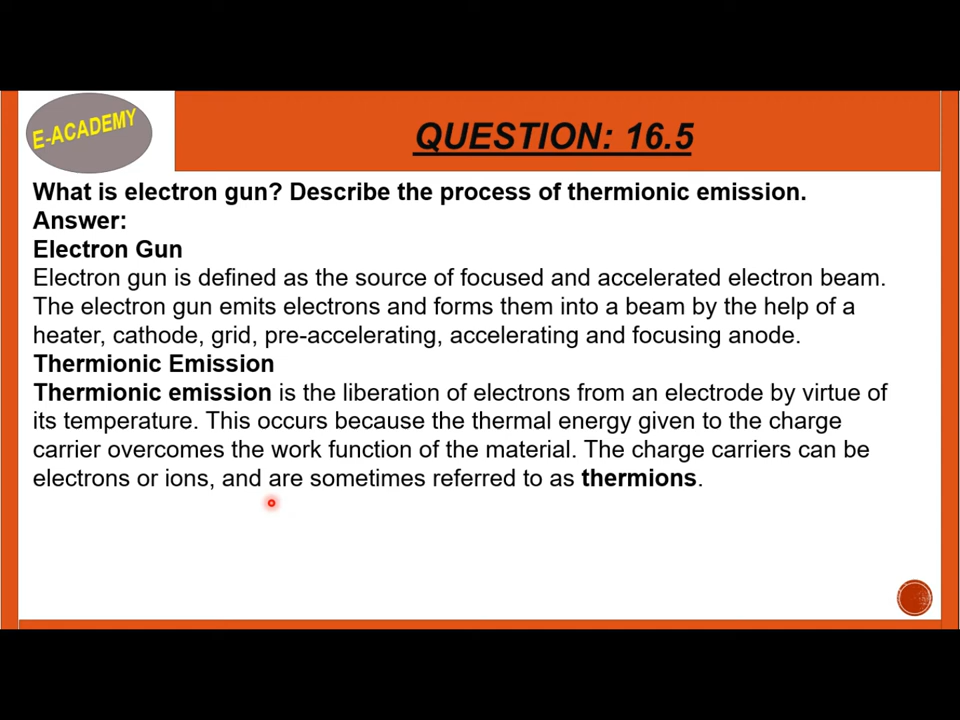 E-ACADEMY
QUESTION: 16.5
What is electron gun? Describe the process of thermionic emission.
Answer:
Electron Gun
Electron gun is defined as the source of focused and accelerated electron beam.
The electron gun emits electrons and forms them into a beam by the help of a
heater, cathode, grid, pre-accelerating, accelerating and focusing anode.
Thermionic Emission
Thermionic emission is the liberation of electrons from an electrode by virtue of
its temperature. This occurs because the thermal energy given to the charge
carrier overcomes the work function of the material. The charge carriers can be
electrons or ions, and are sometimes referred to as thermions.